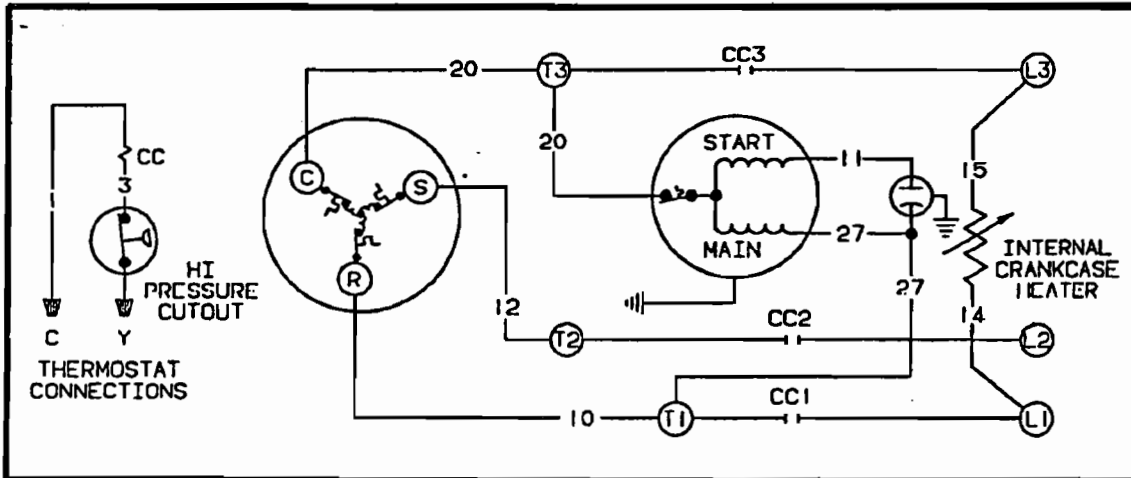 20
T3
CC3
L3
CC
3
20
START
11
15
C
S
MAIN
27
R
HI
PRESSURE
CUTOUT
INTERNAL
CRANKCASE
HEATER
27
12
14
C
Y
T2
CC2
L2
THERMOSTAT
CONNECTIONS
10
T1
CC1
L1